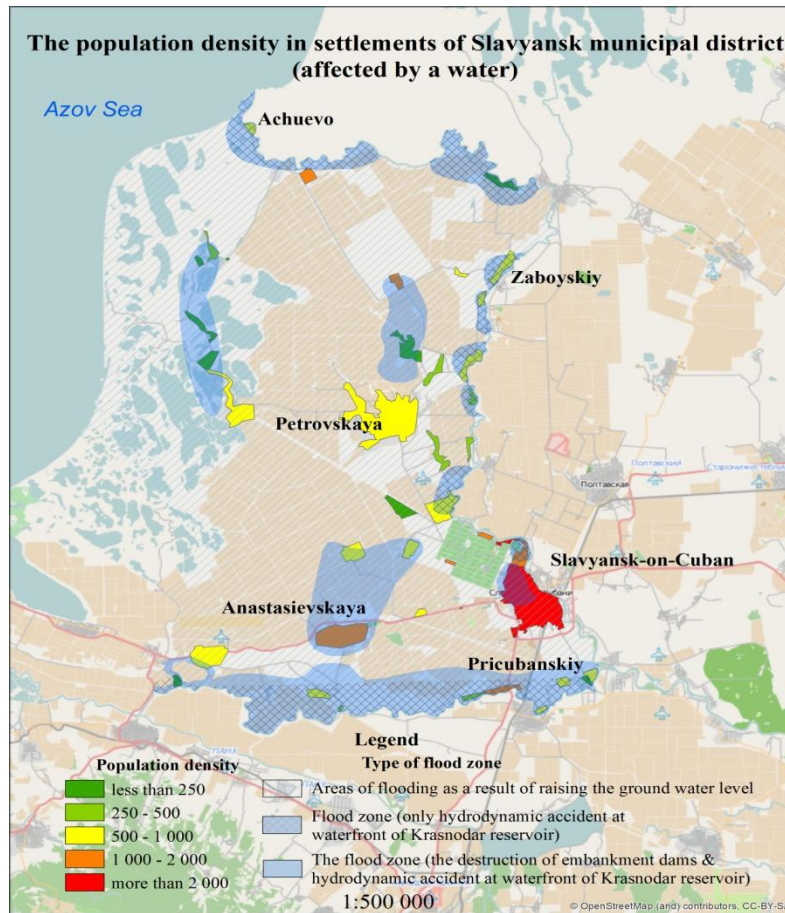 The population density in settlements of Slavyansk municipal district
(affected by a water)
Azov Sea
Achuevo
Zaboyskiy
Petrovskaya
Полтавский
Полтавская
Slavyansk-on-Cuban
Anastasievskaya
Pricubanskiy
Legend
Population density
less than 250
250 - 500
500 - 1 000
1 000 - 2 000
more than 2 000
Type of flood zone
Areas of flooding as a result of raising the ground water level
Flood zone (only hydrodynamic accident at
waterfront of Krasnodar reservoir)
The flood zone (the destruction of embankment dams &
hydrodynamic accident at waterfront of Krasnodar reservoir)
1:500 000
© OpenStreetMap (and) contributors, CC-BY-SA